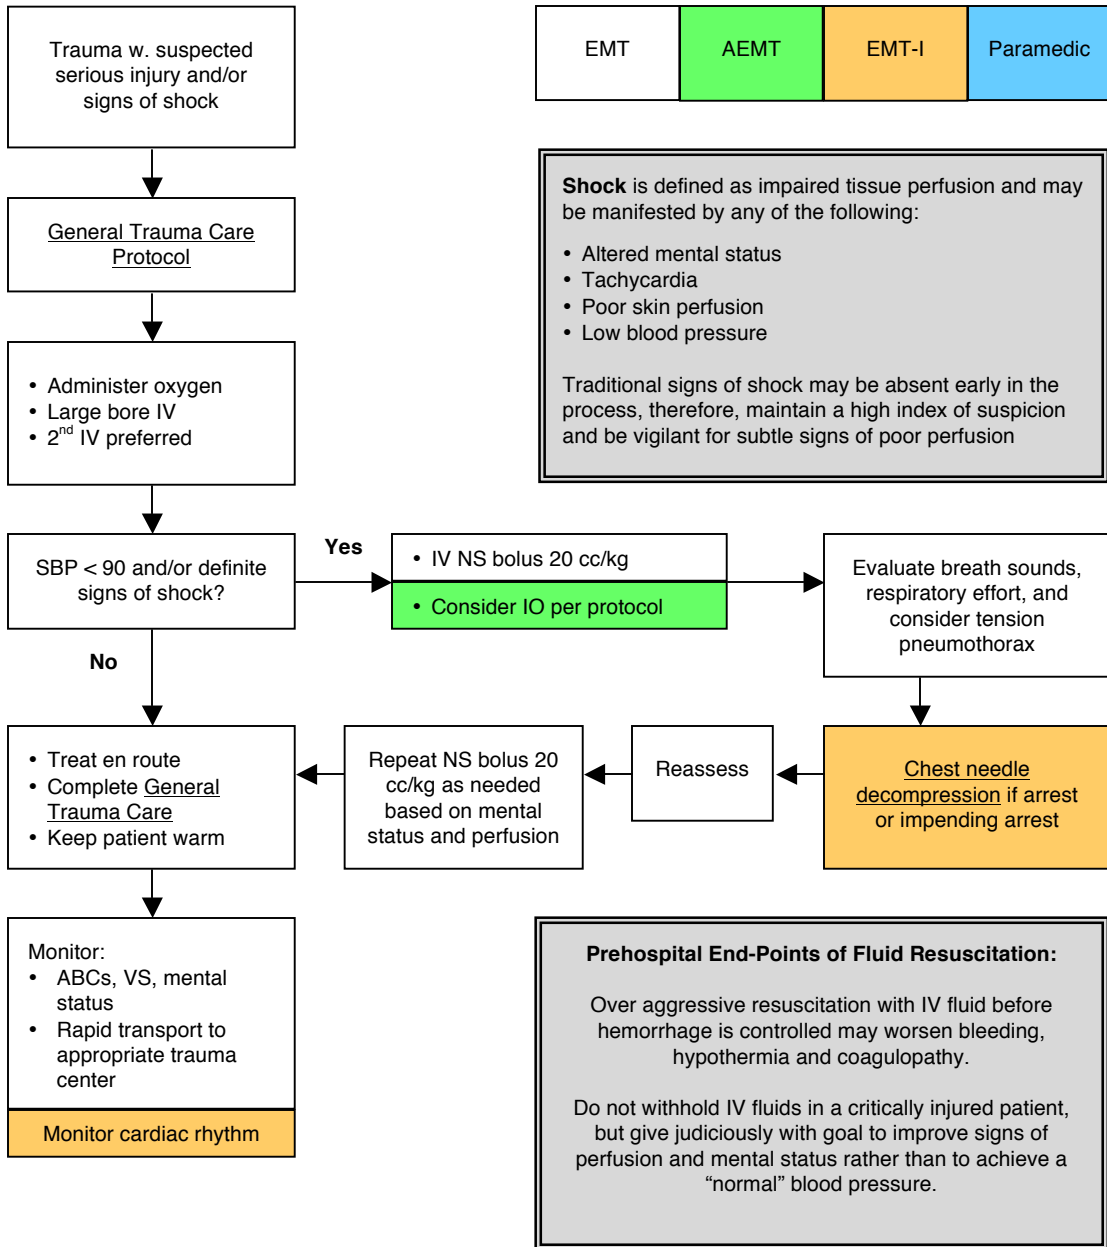 Trauma w. suspected
serious injury and/or
signs of shock
EMT
AEMT
EMT-I
Paramedic
General Trauma Care
Protocol
Shock is defined as impaired tissue perfusion and may
be manifested by any of the following:
• Altered mental status
• Tachycardia
• Poor skin perfusion
• Low blood pressure
Traditional signs of shock may be absent early in the
process, therefore, maintain a high index of suspicion
and be vigilant for subtle signs of poor perfusion
• Administer oxygen
• Large bore IV
• 2nd IV preferred
SBP < 90 and/or definite
signs of shock?
Yes
• IV NS bolus 20 cc/kg
• Consider IO per protocol
Evaluate breath sounds,
respiratory effort, and
consider tension
pneumothorax
No
Chest needle
decompression if arrest
or impending arrest
Reassess
Repeat NS bolus 20
cc/kg as needed
based on mental
status and perfusion
• Treat en route
• Complete General
Trauma Care
• Keep patient warm
Monitor:
• ABCs, VS, mental
status
• Rapid transport to
appropriate trauma
center
Monitor cardiac rhythm
Prehospital End-Points of Fluid Resuscitation:
Over aggressive resuscitation with IV fluid before
hemorrhage is controlled may worsen bleeding,
hypothermia and coagulopathy.
Do not withhold IV fluids in a critically injured patient,
but give judiciously with goal to improve signs of
perfusion and mental status rather than to achieve a
“normal” blood pressure.